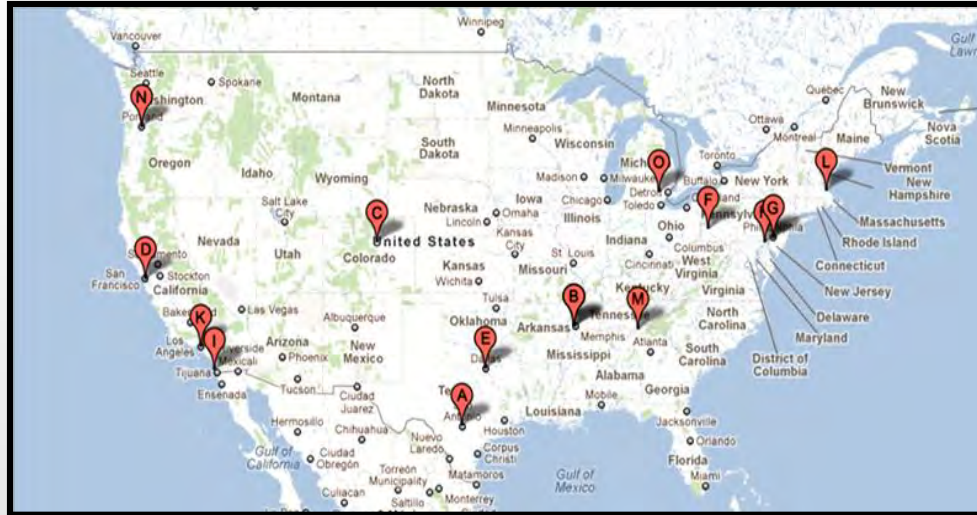 Winnipeg
Gulf
Lawr
Vancouver
Seattle
Spokane
N
North
Dakota
Montana
Quebec
New
Brunswick
Minnesota
Ottawa
Montreal
Maine
Nova
Scotia
Minneapolis
Wisconsin
Oregon
South
Dakota
Idaho
Wyoming
O
L
Toronto
Madison
Milwauke
Detro
Buffalo
New York
Vermont
New
Hampshire
Toledo
Chicago
Iowa
Nebraska
Omaha
Lincoln
Salt Lake
City
C
F
G
Massachusetts
Rhode Island
Connecticut
Illinois
Indiana
Ohio
Columbus
United States
Nevada
Utah
Colorado
Kansas
City
Kansas
Missouri
St Louis
Cincinnati
West
Virginia
Virginia
New Jersey
Delaware
Maryland
District of
Columbia
D
San
Francisco
Stockton
California
Wichita
Kentucky
B
M
Las Vegas
K
I
Los
Angeles
Albuquerque
Tulsa
Oklahoma
Arkansas
Memphis
North
Carolina
Arizona
Phoenix
New
Mexico
E
Atlanta
South
Carolina
Mississippi
Alabama
Georgia
Mexicali
Tijuana
Ensenada
Tucson
Ciudad
Juarez
A
Louisiana
Mobile
Jacksonville
Houston
Hermosillo
Chihuahua
Nuevo
Laredo
Corpus
Christi
Orlando
Florida
Miami
Gulf of
California
Ciudad
Obregón
Torreón
Municipality
Matamoros
Gulf of
Mexico
Culiacan
Saltillo
Monterrey